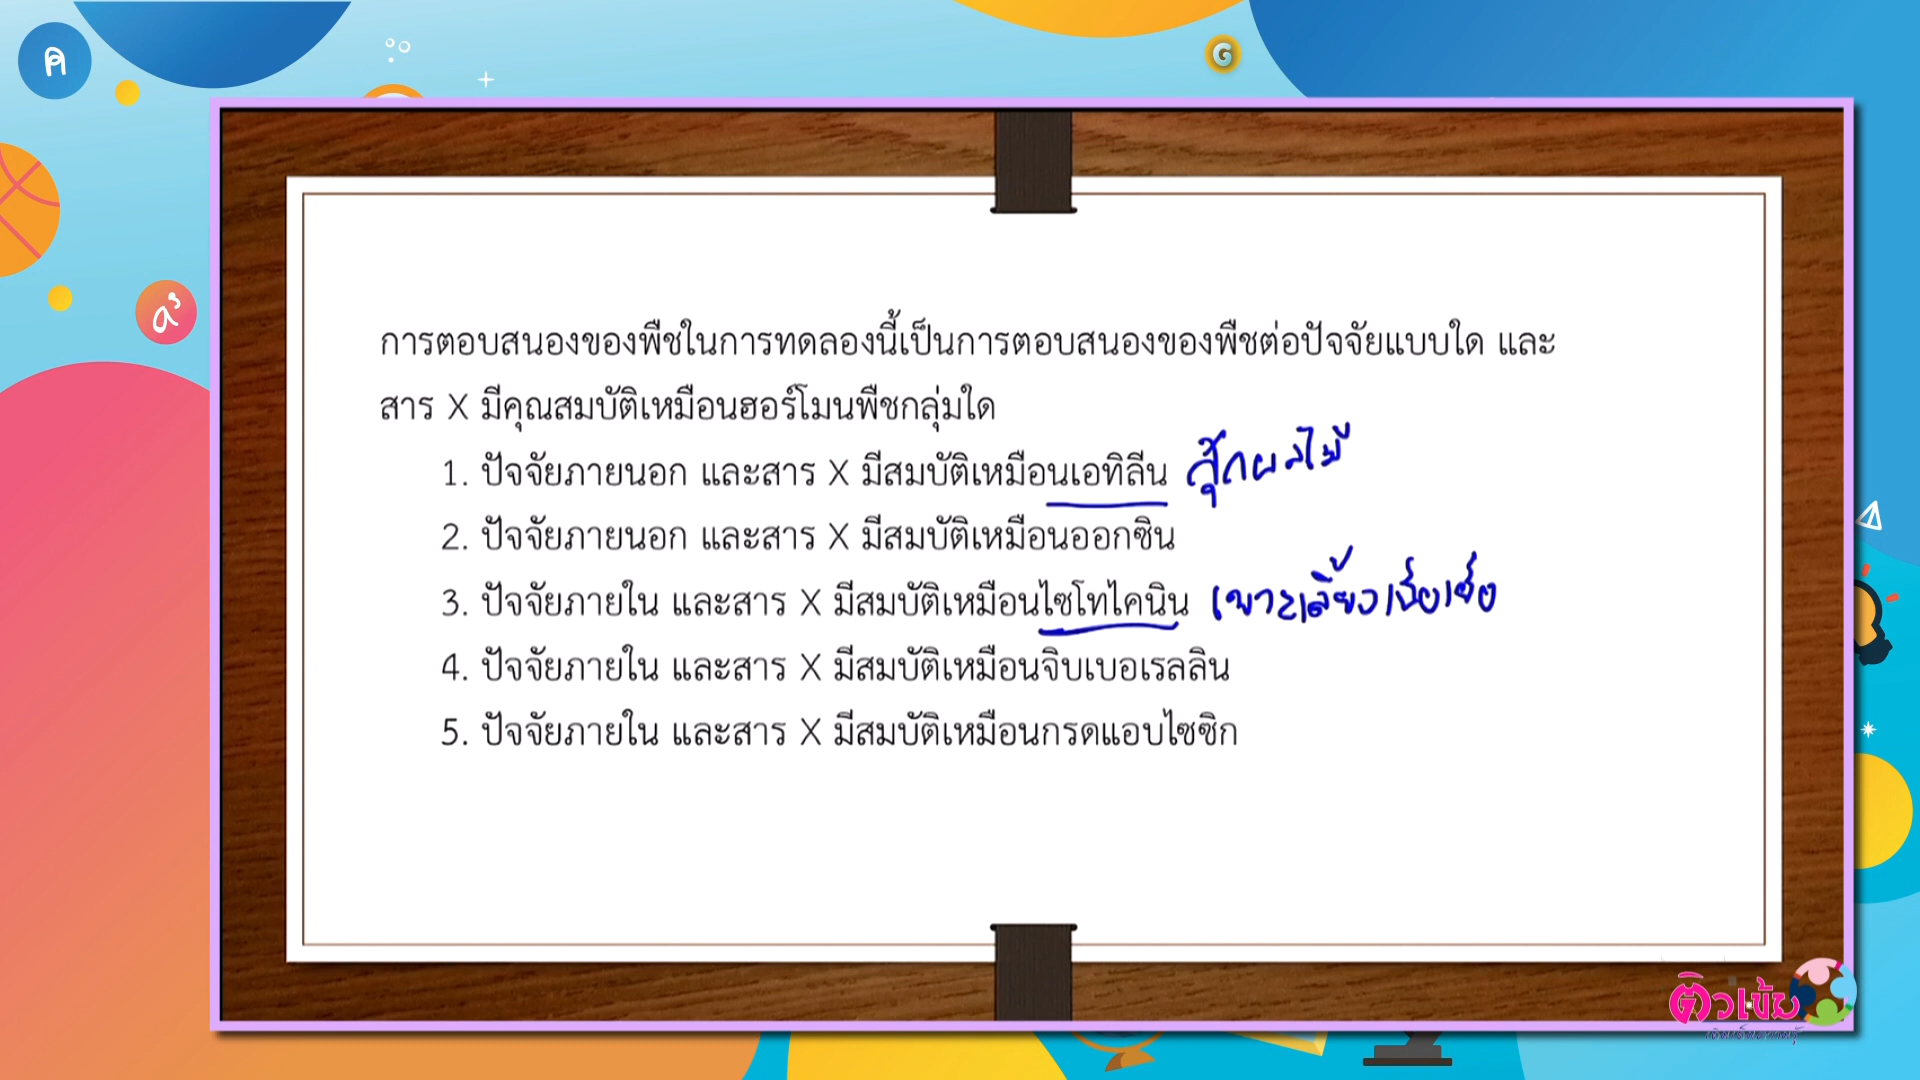 ค
G
a³
การตอบสนองของพืชในการทดลองนี้เป็นการตอบสนองของพืชต่อปัจจัยแบบใด และ
สาร X มีคุณสมบัติเหมือนฮอร์โมนพืชกลุ่มใด
1. ปัจจัยภายนอก และสาร X มีสมบัติเหมือนเอทิลีน สุกผลไม้
2. ปัจจัยภายนอก และสาร X มีสมบัติเหมือนออกซิน
3. ปัจจัยภายใน และสาร X มีสมบัติเหมือนไซโทไคนิน เพาะเลี้ยงเนื้อเยื่อ
4. ปัจจัยภายใน และสาร X มีสมบัติเหมือนจิบเบอเรลลิน
5. ปัจจัยภายใน และสาร X มีสมบัติเหมือนกรดแอบไซซิก
ติวเข้ม